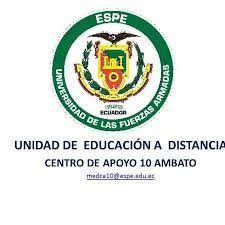 ESPE
UNIVERSIDAD DE LAS FUERZAS ARMADAS
ECUADOR
UNIDAD DE EDUCACIÓN A DISTANCIA
CENTRO DE APOYO 10 AMBATO
medca10@espe.edu.ec